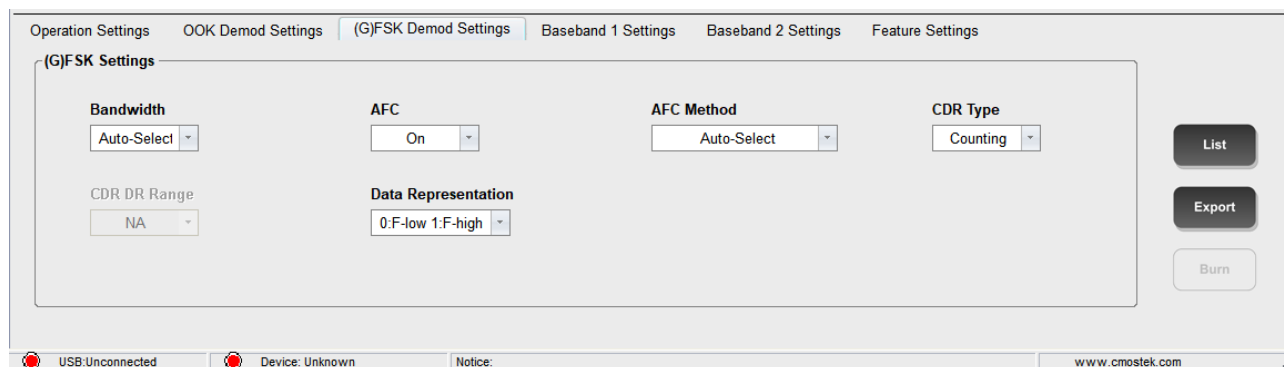 Operation Settings OOK Demod Settings (G)FSK Demod Settings Baseband 1 Settings Baseband 2 Settings Feature Settings
(G)FSK Settings
Bandwidth AFC AFC Method CDR Type
Auto-Select On Auto-Select Counting
List
CDR DR Range Data Representation
NA 0:F-low 1:F-high
Export
Burn
USB:Unconnected Device: Unknown Notice: www.cmostek.com